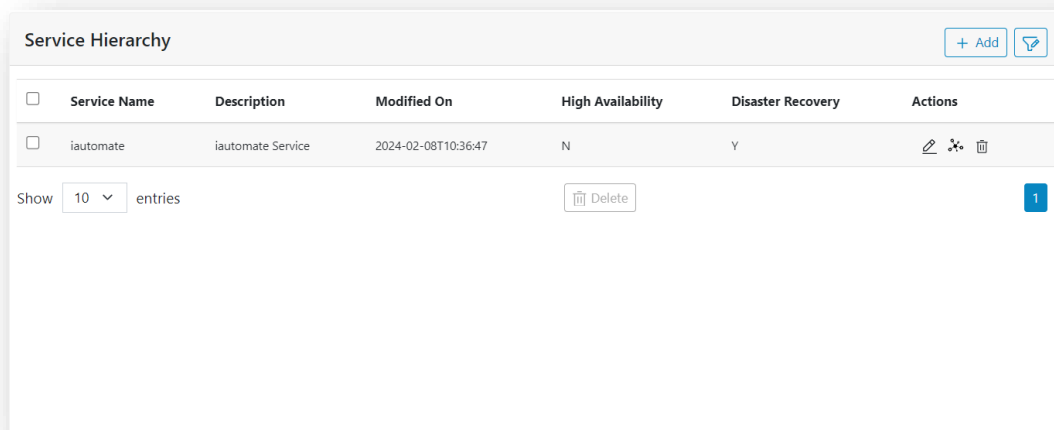 Service Hierarchy
Add
Service Name Description Modified On High Availability Disaster Recovery Actions
iautomate iautomate Service 2024-02-08T10:36:47 N Y
Show 10 entries Delete 1